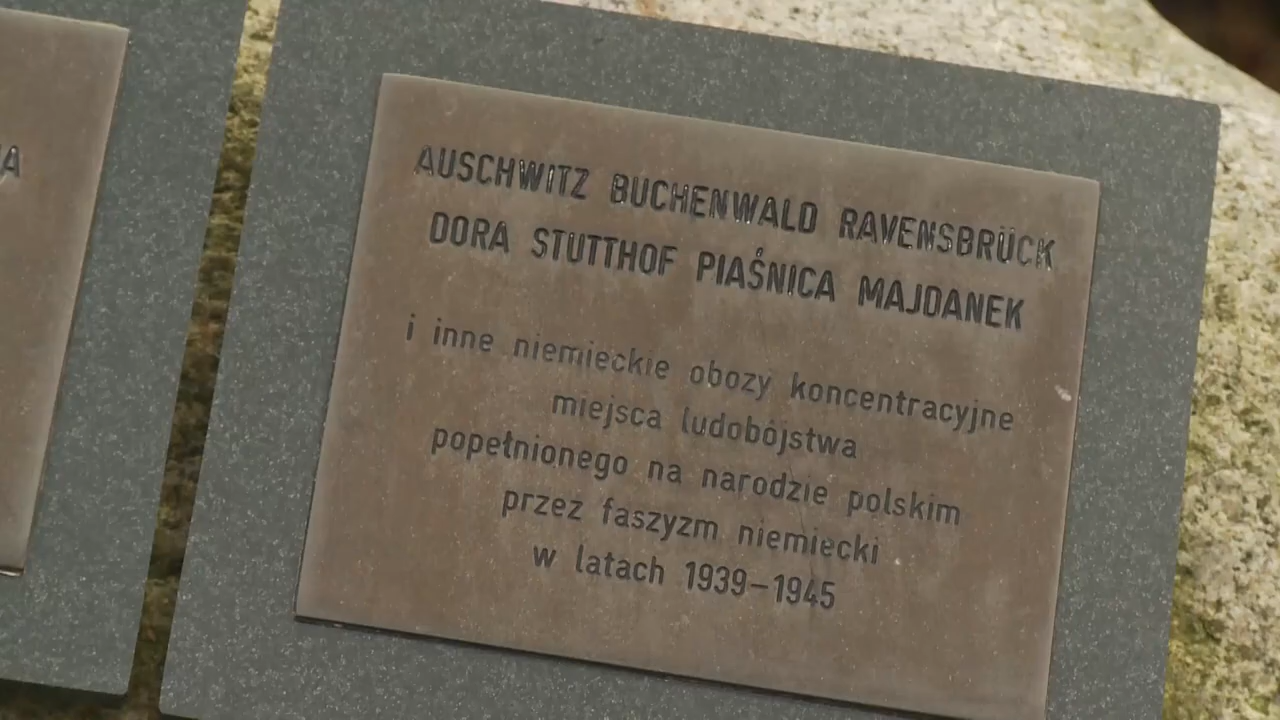 AUSCHWITZ BUCHENWALD RAVENSBRÜCK
DORA STUTTHOF PIAŚNICA MAJDANEK
i inne niemieckie obozy koncentracyjne
miejsca ludobójstwa
popełnionego na narodzie polskim
przez faszyzm niemiecki
w latach 1939–1945